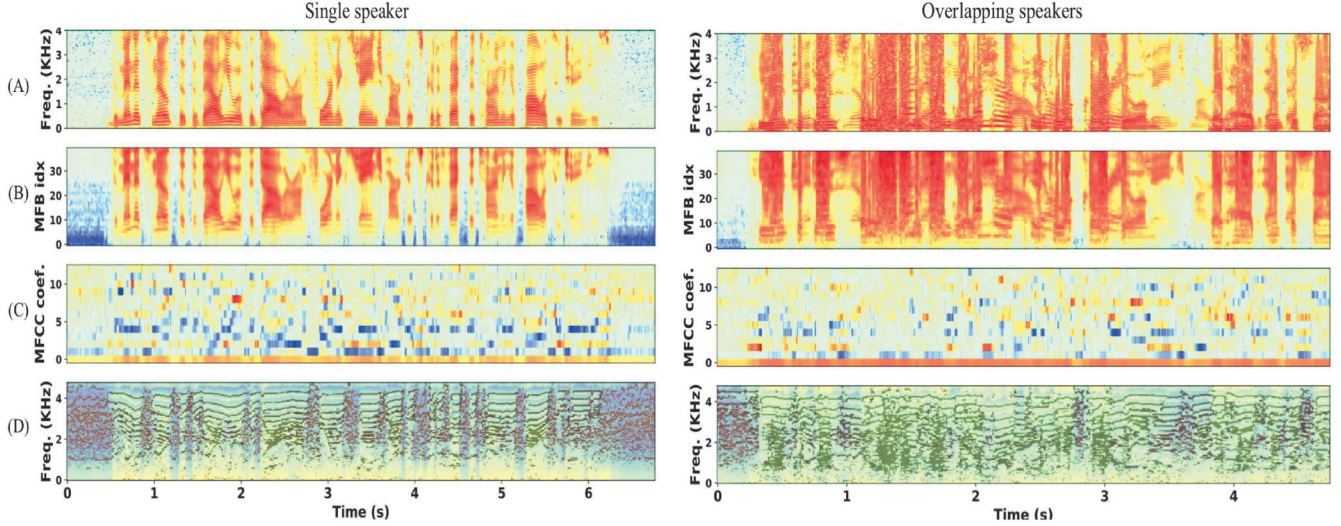 Single speaker
Overlapping speakers
(A)
Freq. (KHz)
4
3
2
1
0
Freq. (KHz)
4
3
2
1
0
(B)
MFB idx
30
20
10
0
MFB idx
30
20
10
0
(C)
MFCC coef.
10
5
0
MFCC coef.
10
5
0
(D)
Freq. (KHz)
4
2
0
Freq. (KHz)
4
2
0
0 1 2 3 4 5 6
Time (s)
0 1 2 3 4
Time (s)